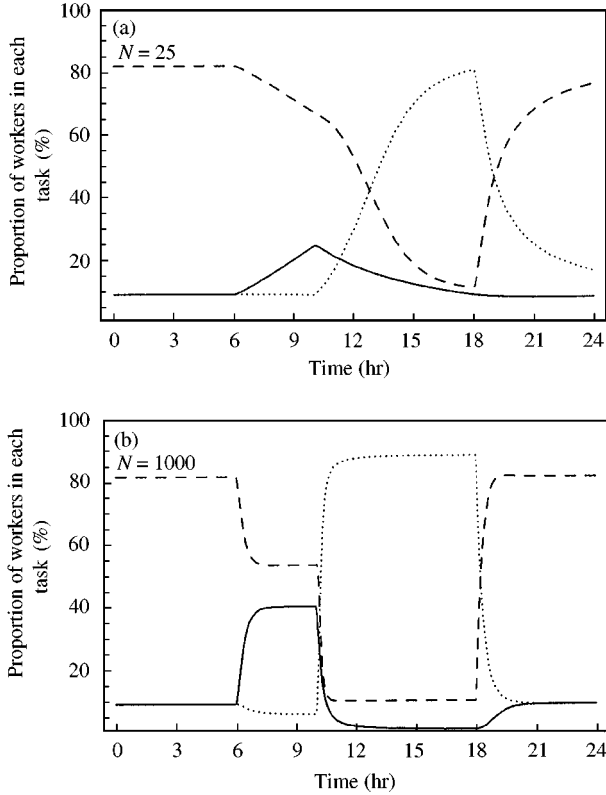 (a)
N = 25
Proportion of workers in each
task (%)
100
80
60
40
20
0 3 6 9 12 15 18 21 24
Time (hr)
(b)
N = 1000
Proportion of workers in each
task (%)
100
80
60
40
20
0 3 6 9 12 15 18 21 24
Time (hr)